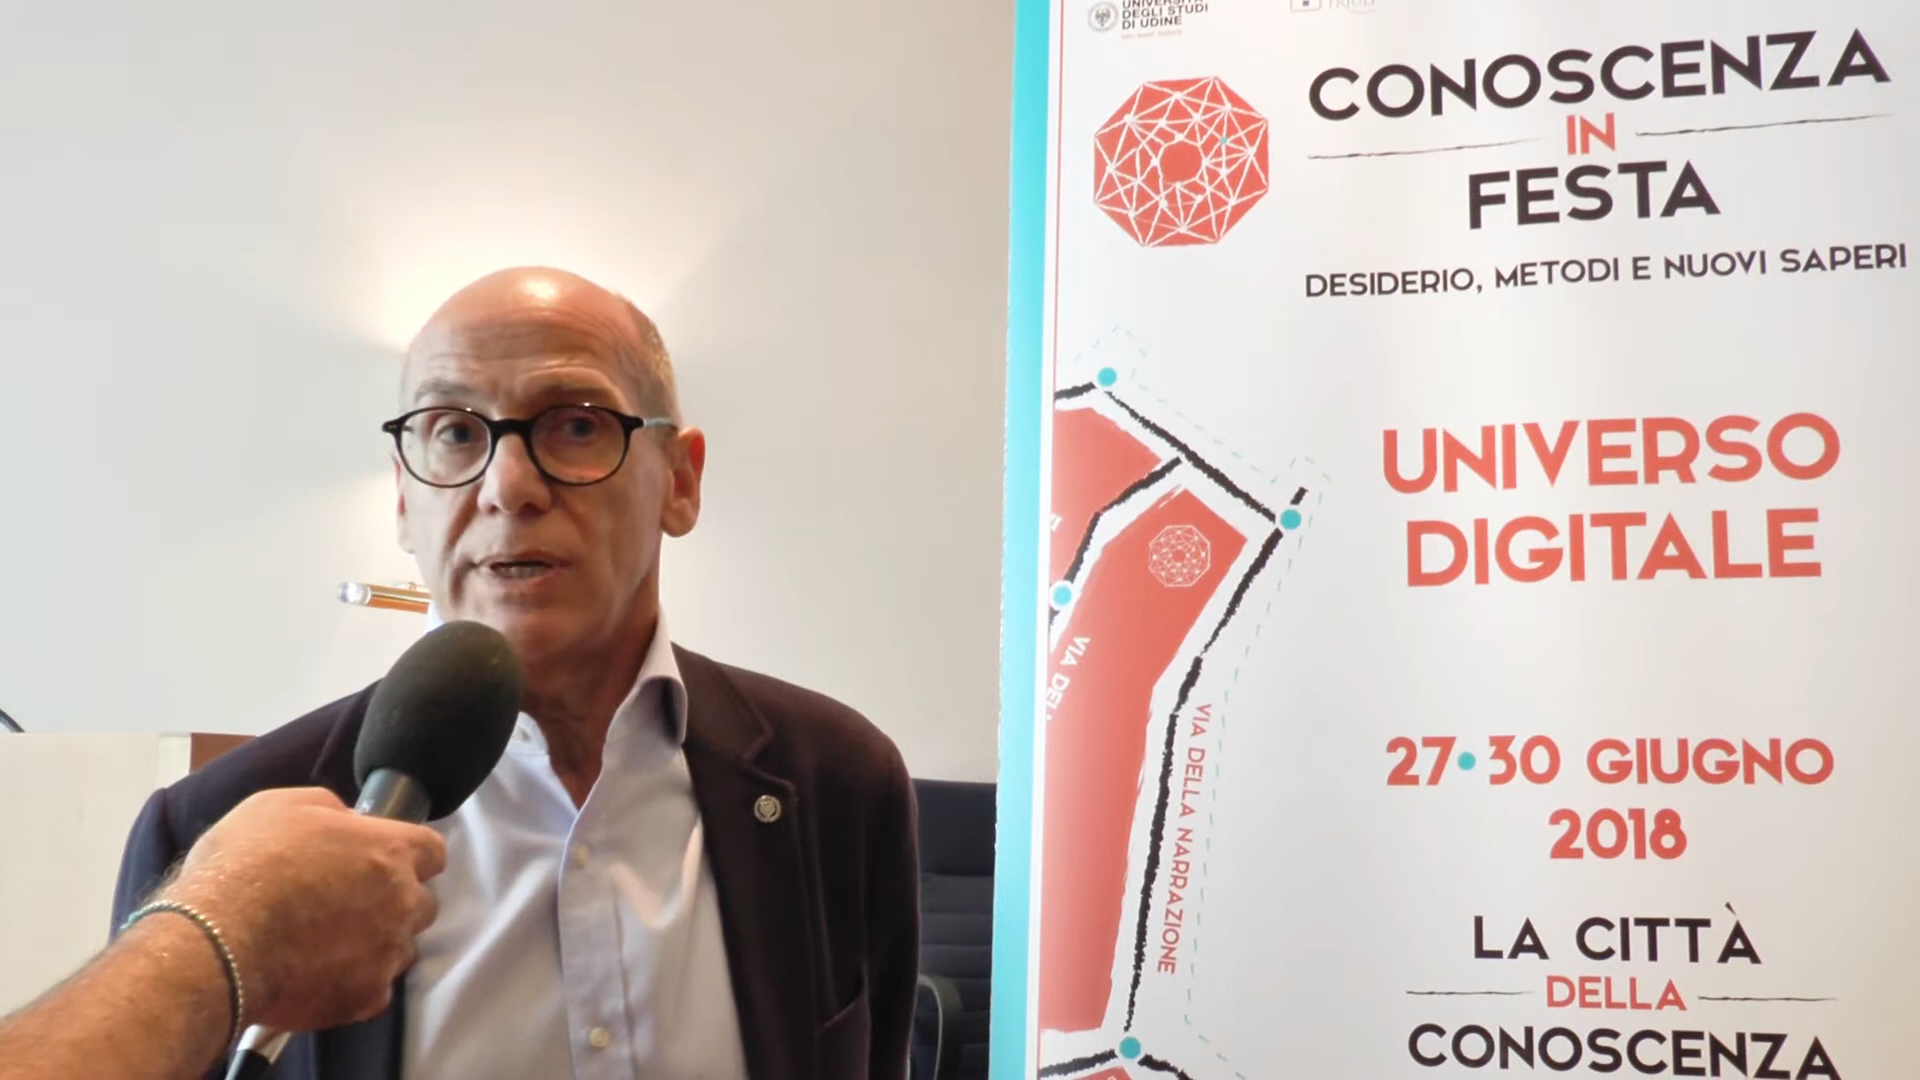 UNIVERSITÀ
DEGLI STUDI
DI UDINE
CONOSCENZA
IN
FESTA
DESIDERIO, METODI E NUOVI SAPERI
UNIVERSO
DIGITALE
VIA DELLA NARRAZIONE
27•30 GIUGNO
2018
LA CITTÀ
DELLA
CONOSCENZA